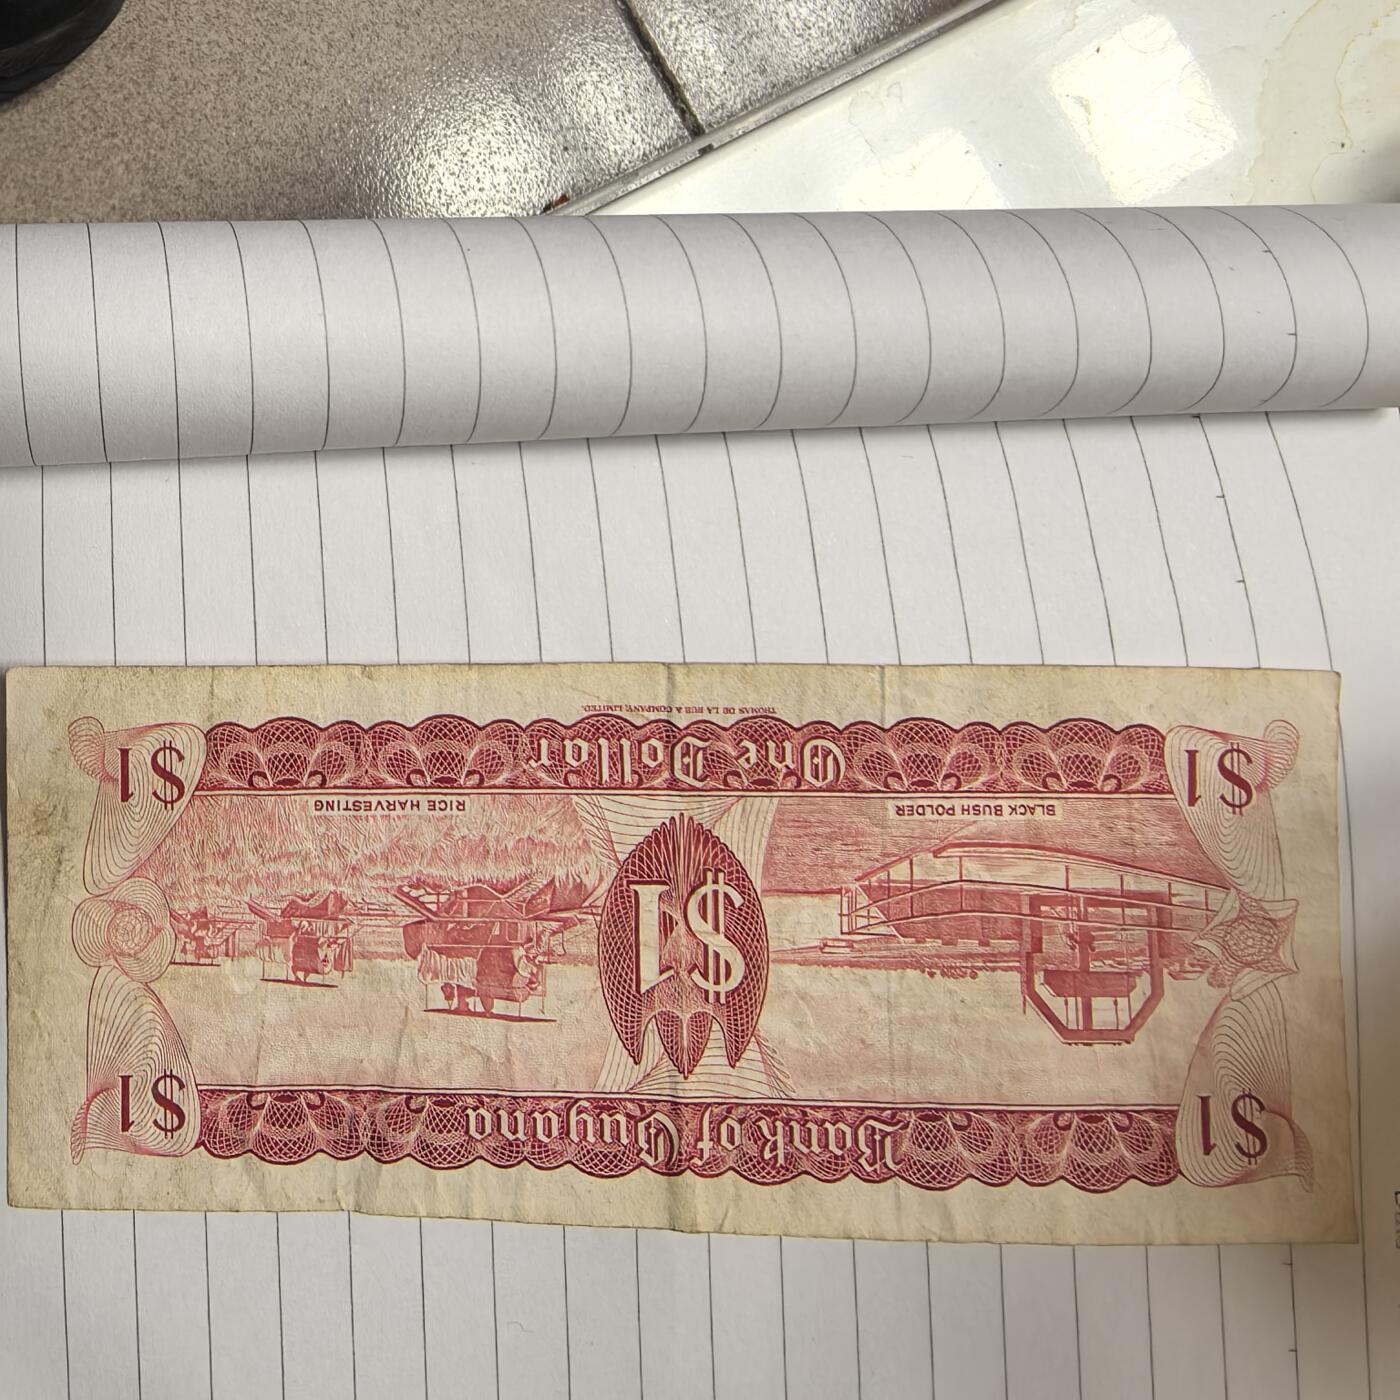 Bank of Guyana
$1
$1
$1
BLACK BUSH POLDER
RICE HARVESTING
One Dollar
$1
$1
THOMAS DE LA RUE & COMPANY, LIMITED.